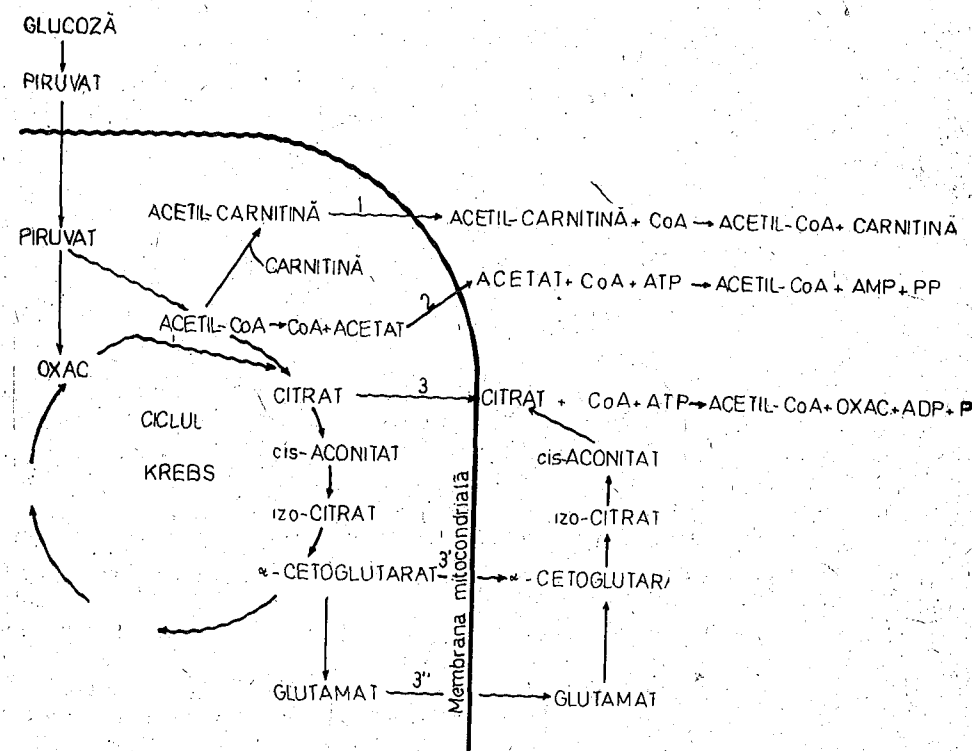 GLUCOZĂ
PIRUVAT
ACETIL-CARNITINĂ 1 ACETIL-CARNITINĂ + CoA → ACETIL-CoA + CARNITINĂ
PIRUVAT
CARNITINĂ
ACETAT + CoA + ATP → ACETIL-CoA + AMP + PP
2
ACETIL-CoA → CoA + ACETAT
OXAC
CITRAT 3 CITRAT + CoA + ATP → ACETIL-CoA + OXAC + ADP + P
CICLUL
KREBS
cis-ACONITAT cis-ACONITAT
izo-CITRAT izo-CITRAT
α-CETOGLUTARAT 3' α-CETOGLUTARA
GLUTAMAT 3'' GLUTAMAT
Membrana mitocondrială